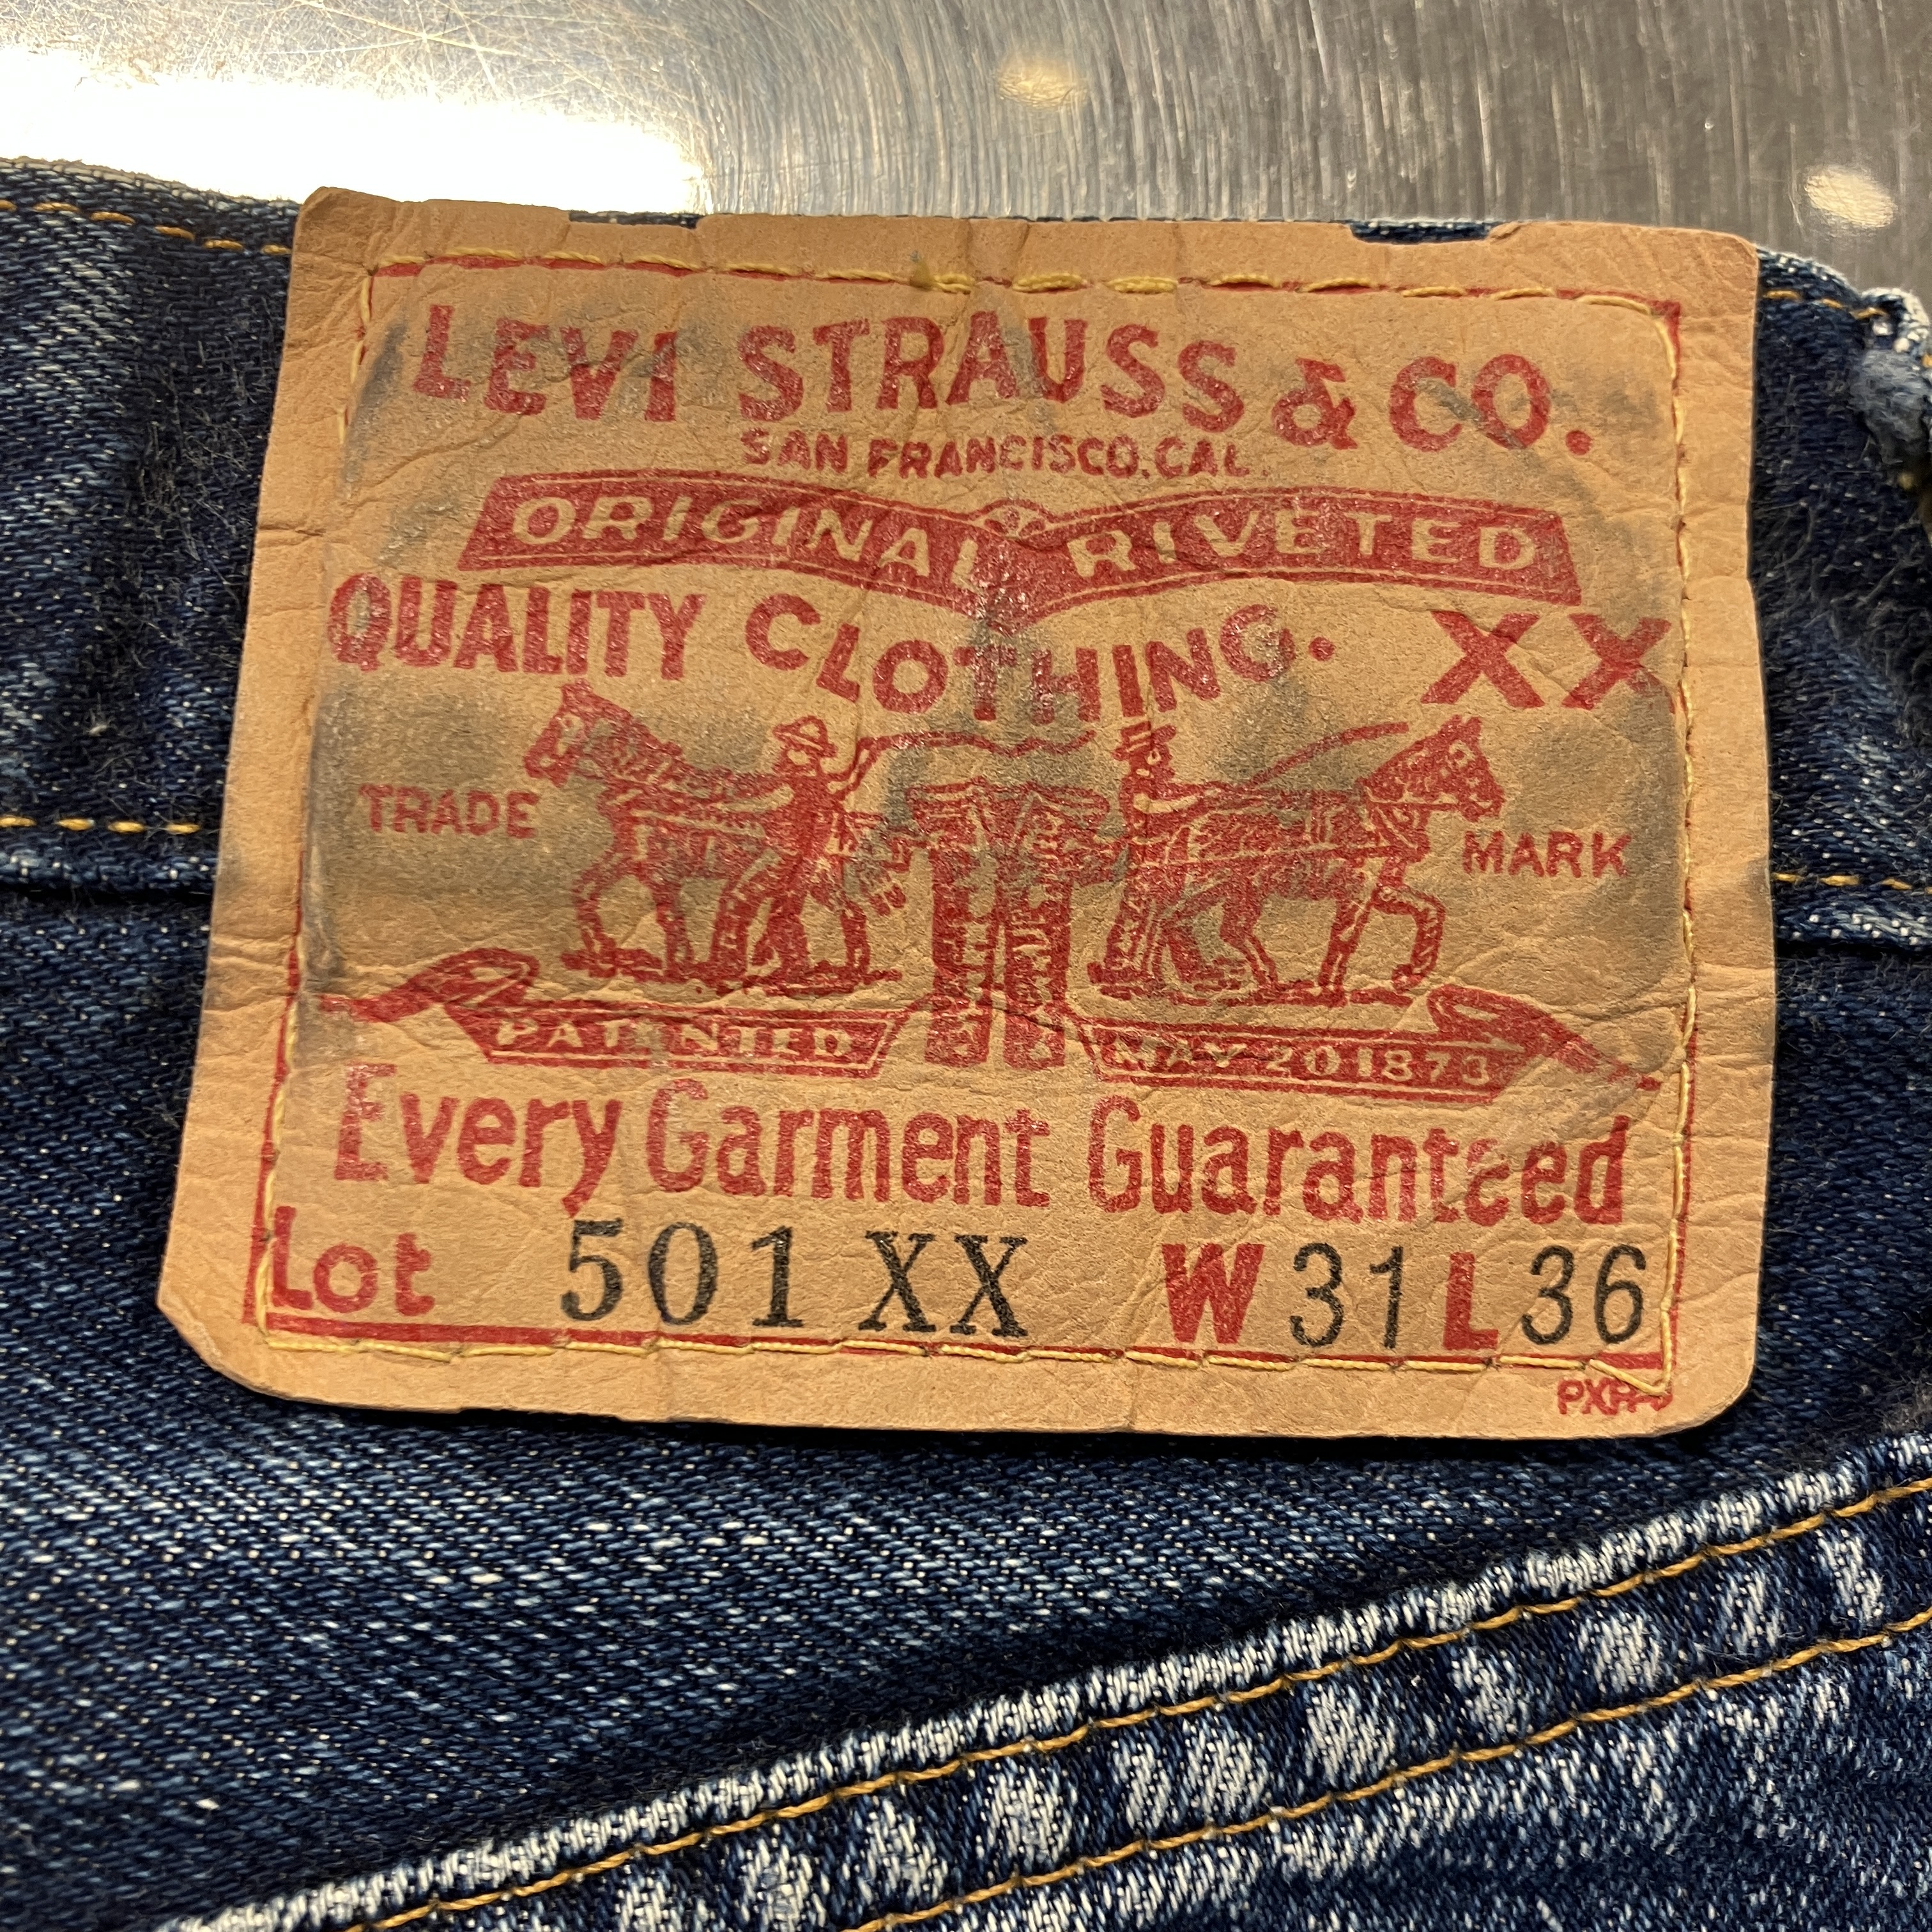 LEVI STRAUSS & CO.
SAN FRANCISCO, CAL.
ORIGINAL RIVETED
QUALITY CLOTHING. XX
TRADE MARK
PATENTED MAY 20 1873
Every Garment Guaranteed
Lot 501 XX W 31 L 36